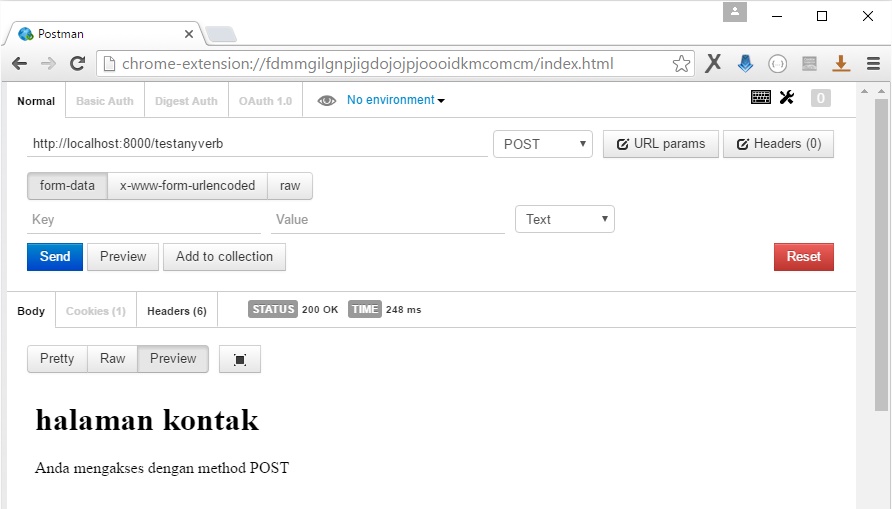 Postman
chrome-extension://fdmmgilgnpjigdojojpjoooidkmcomcm/index.html
Normal Basic Auth Digest Auth OAuth 1.0 No environment 0
http://localhost:8000/testanyverb POST URL params Headers (0)
form-data x-www-form-urlencoded raw
Key Value Text
Send Preview Add to collection Reset
Body Cookies (1) Headers (6) STATUS 200 OK TIME 248 ms
Pretty Raw Preview
halaman kontak
Anda mengakses dengan method POST